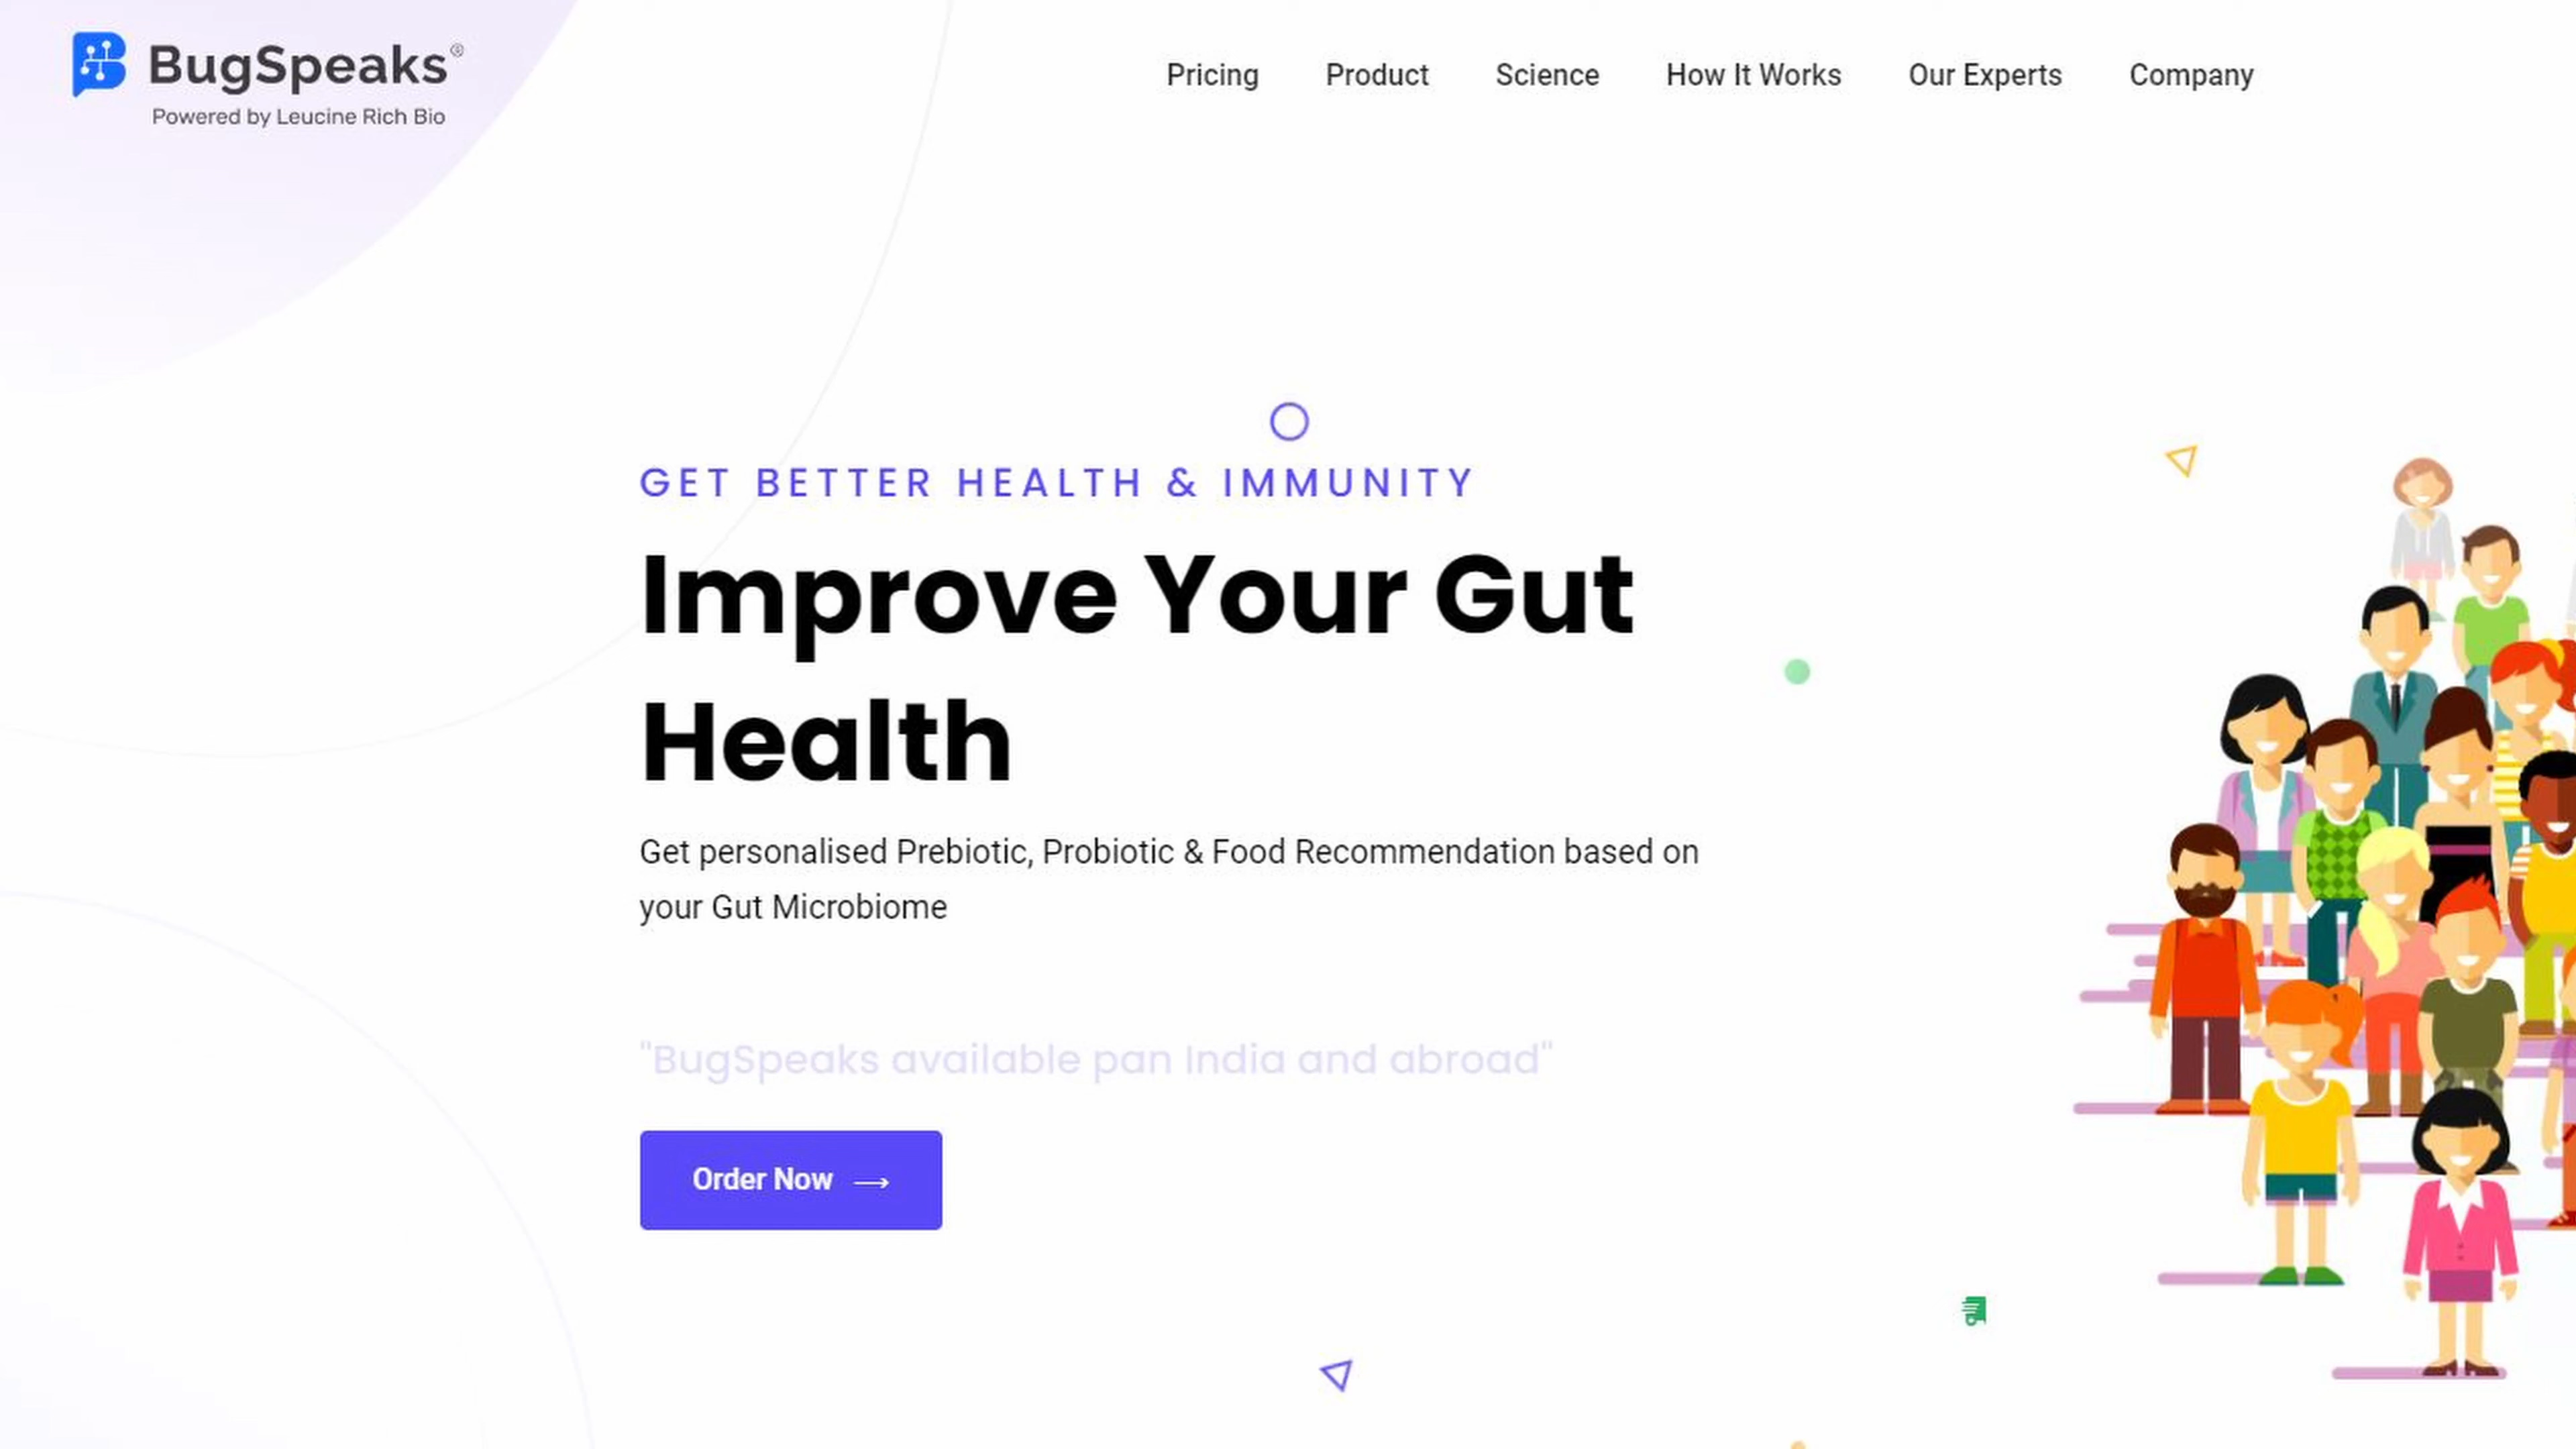 BugSpeaks®
Powered by Leucine Rich Bio
Pricing Product Science How It Works Our Experts Company
GET BETTER HEALTH & IMMUNITY
Improve Your Gut
Health
Get personalised Prebiotic, Probiotic & Food Recommendation based on
your Gut Microbiome
"BugSpeaks available pan India and abroad"
Order Now →